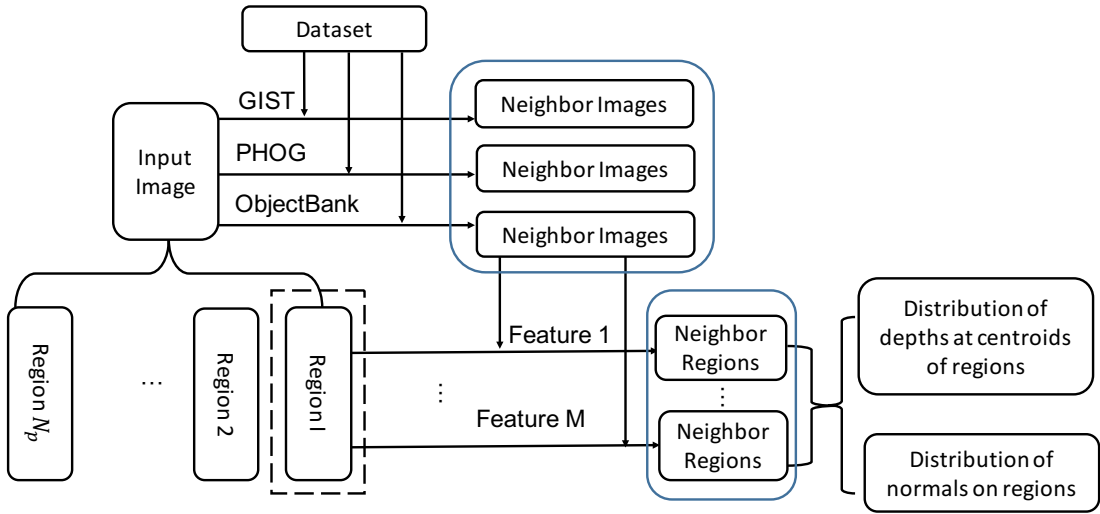 Dataset
GIST
Neighbor Images
Input
Image
PHOG
Neighbor Images
ObjectBank
Neighbor Images
Region N_p
...
Region 2
Region 1
Feature 1
...
Feature M
Neighbor
Regions
...
Neighbor
Regions
Distribution of
depths at centroids
of regions
Distribution of
normals on regions